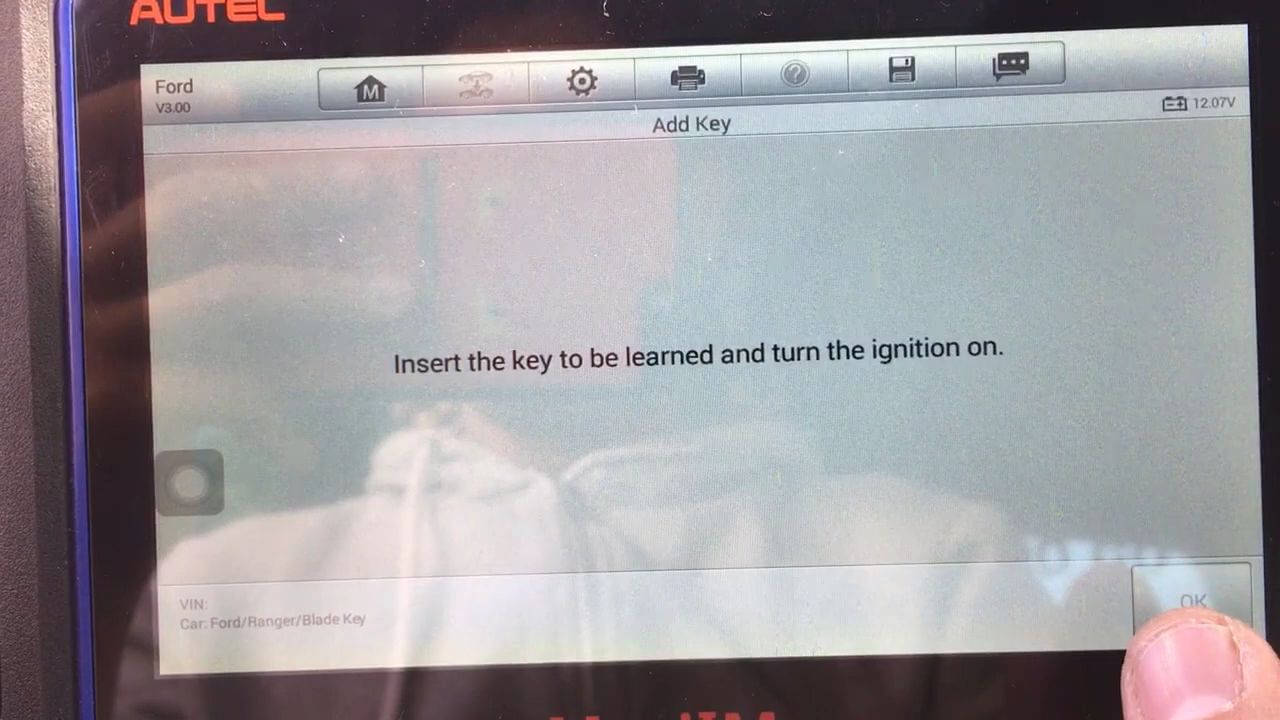 AUTEL
Ford
V3.00
M
?
12.07V
Add Key
Insert the key to be learned and turn the ignition on.
VIN:
Car: Ford/Ranger/Blade Key
OK